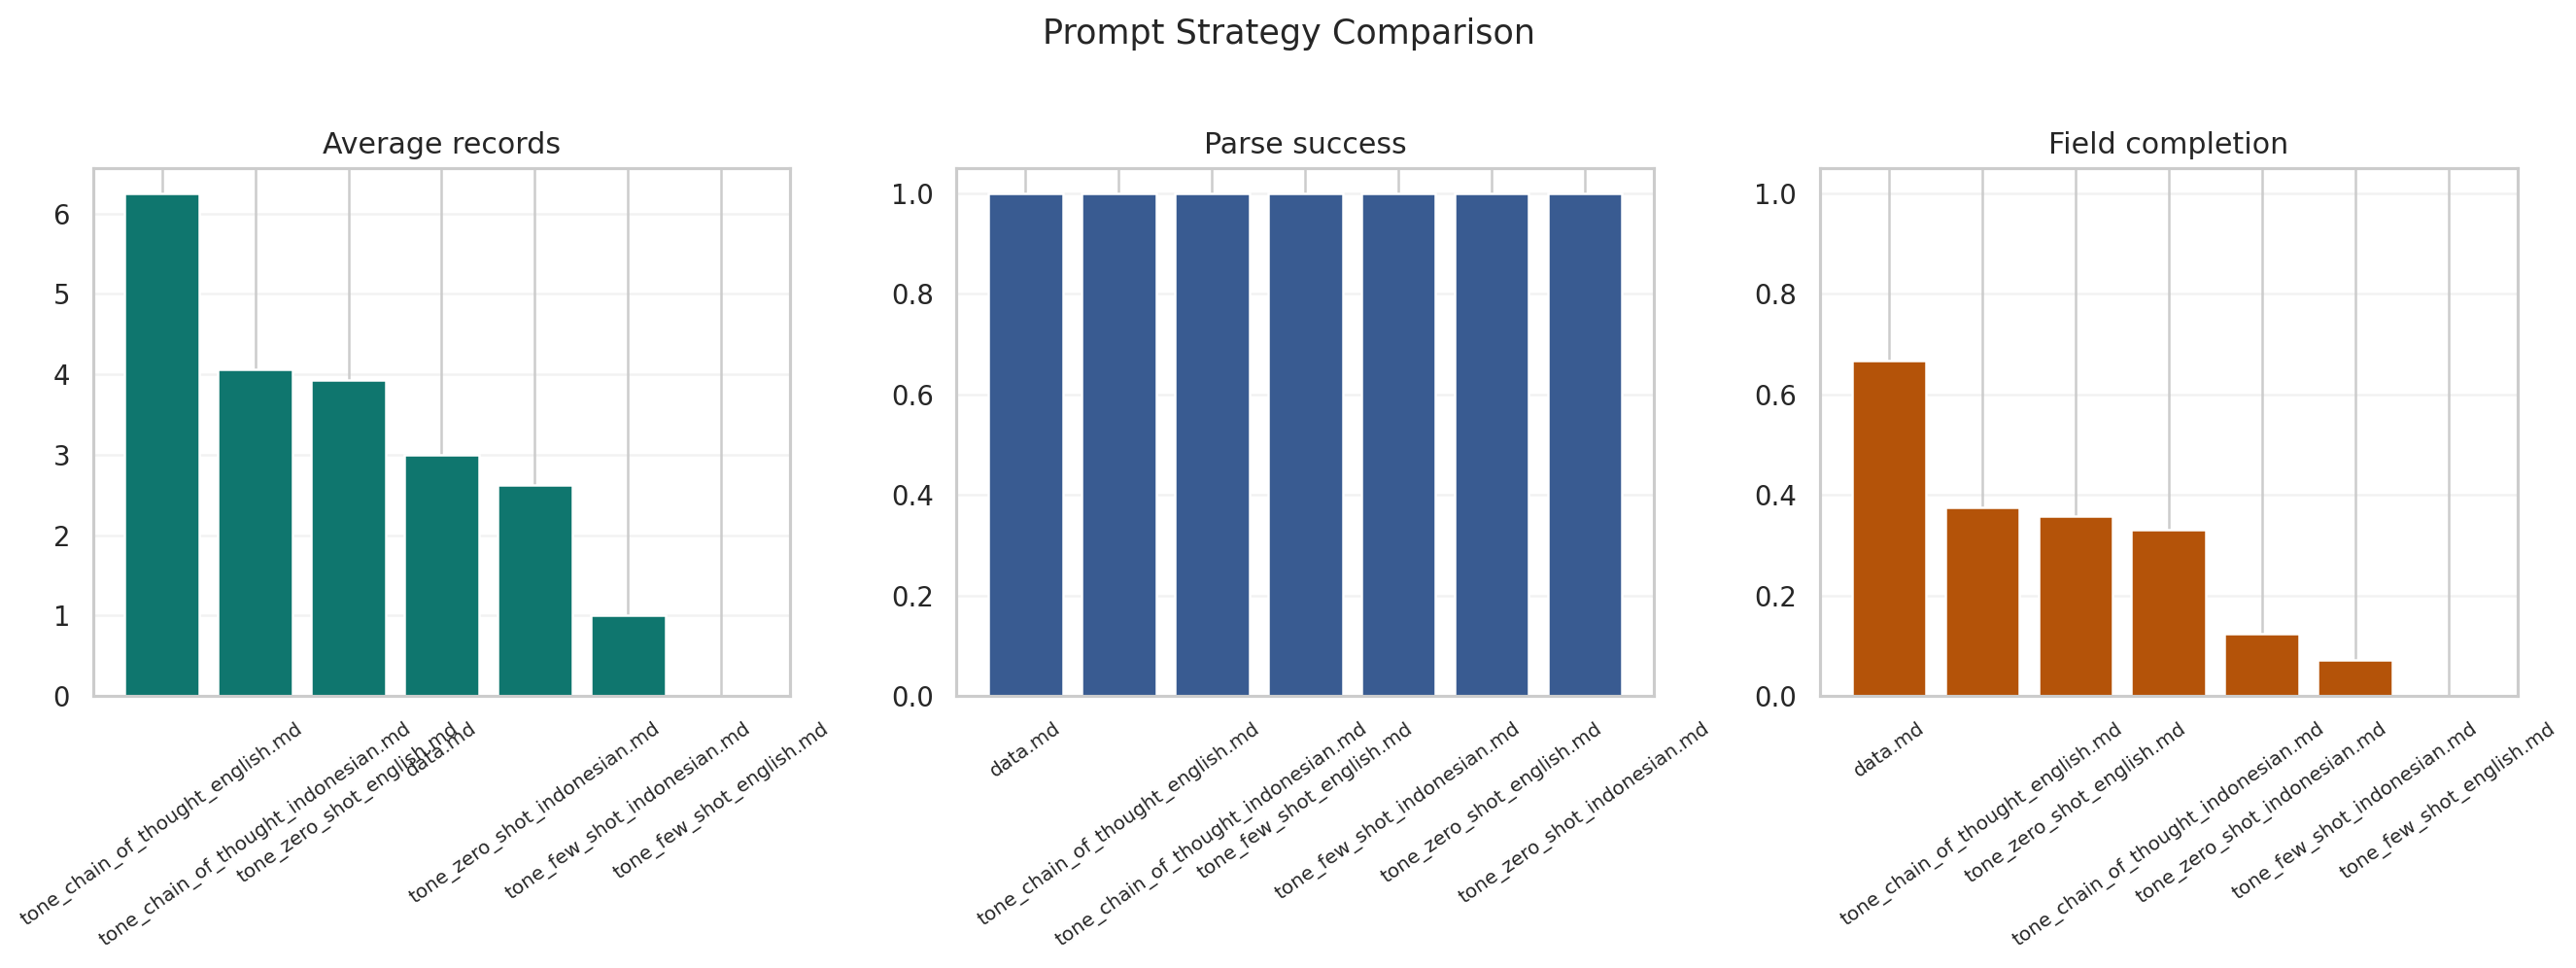 Prompt Strategy Comparison
Average records
6
5
4
3
2
1
0
tone_chain_of_thought_english.md
tone_chain_of_thought_indonesian.md
tone_zero_shot_english.md
data.md
tone_zero_shot_indonesian.md
tone_few_shot_indonesian.md
tone_few_shot_english.md
Parse success
1.0
0.8
0.6
0.4
0.2
0.0
data.md
tone_chain_of_thought_english.md
tone_chain_of_thought_indonesian.md
tone_few_shot_english.md
tone_few_shot_indonesian.md
tone_zero_shot_english.md
tone_zero_shot_indonesian.md
Field completion
1.0
0.8
0.6
0.4
0.2
0.0
data.md
tone_chain_of_thought_english.md
tone_zero_shot_english.md
tone_chain_of_thought_indonesian.md
tone_zero_shot_indonesian.md
tone_few_shot_indonesian.md
tone_few_shot_english.md